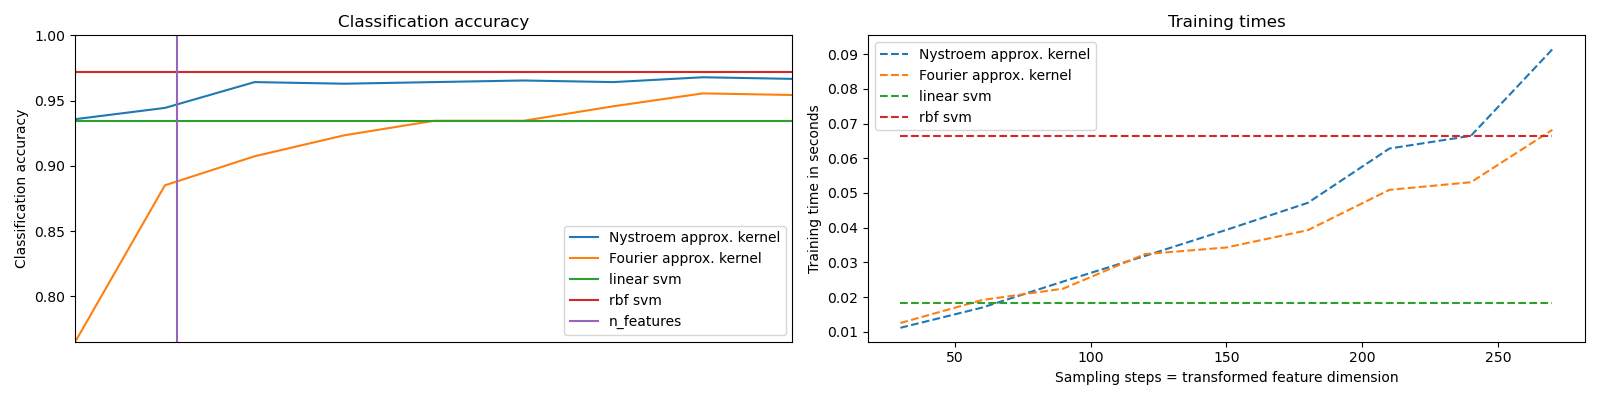 Classification accuracy
Classification accuracy
1.00
0.95
0.90
0.85
0.80
Nystroem approx. kernel
Fourier approx. kernel
linear svm
rbf svm
n_features
Training times
Training time in seconds
0.09
0.08
0.07
0.06
0.05
0.04
0.03
0.02
0.01
Nystroem approx. kernel
Fourier approx. kernel
linear svm
rbf svm
50
100
150
200
250
Sampling steps = transformed feature dimension